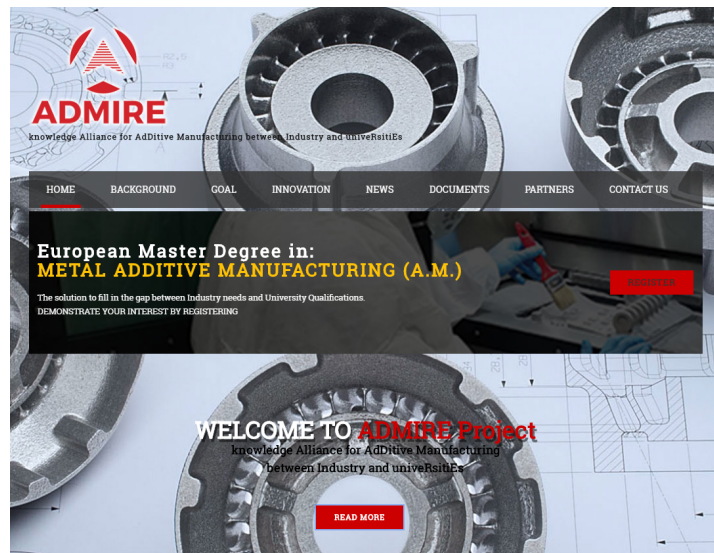 ADMIRE
knowledge Alliance for AdDitive Manufacturing between Industry and univeRsitiEs
HOME BACKGROUND GOAL INNOVATION NEWS DOCUMENTS PARTNERS CONTACT US
European Master Degree in:
METAL ADDITIVE MANUFACTURING (A.M.)
The solution to fill in the gap between Industry needs and University Qualifications.
REGISTER
DEMONSTRATE YOUR INTEREST BY REGISTERING
WELCOME TO ADMIRE Project
knowledge Alliance for AdDitive Manufacturing
between Industry and univeRsitiEs
READ MORE